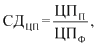 СД_ЦП = ЦП_П / ЦП_Ф,